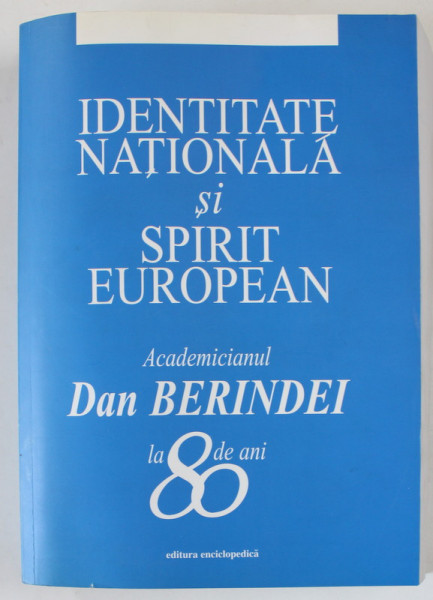 IDENTITATE
NAȚIONALĂ
și
SPIRIT
EUROPEAN
Academicianul
Dan BERINDEI
la 80 de ani
editura enciclopedică